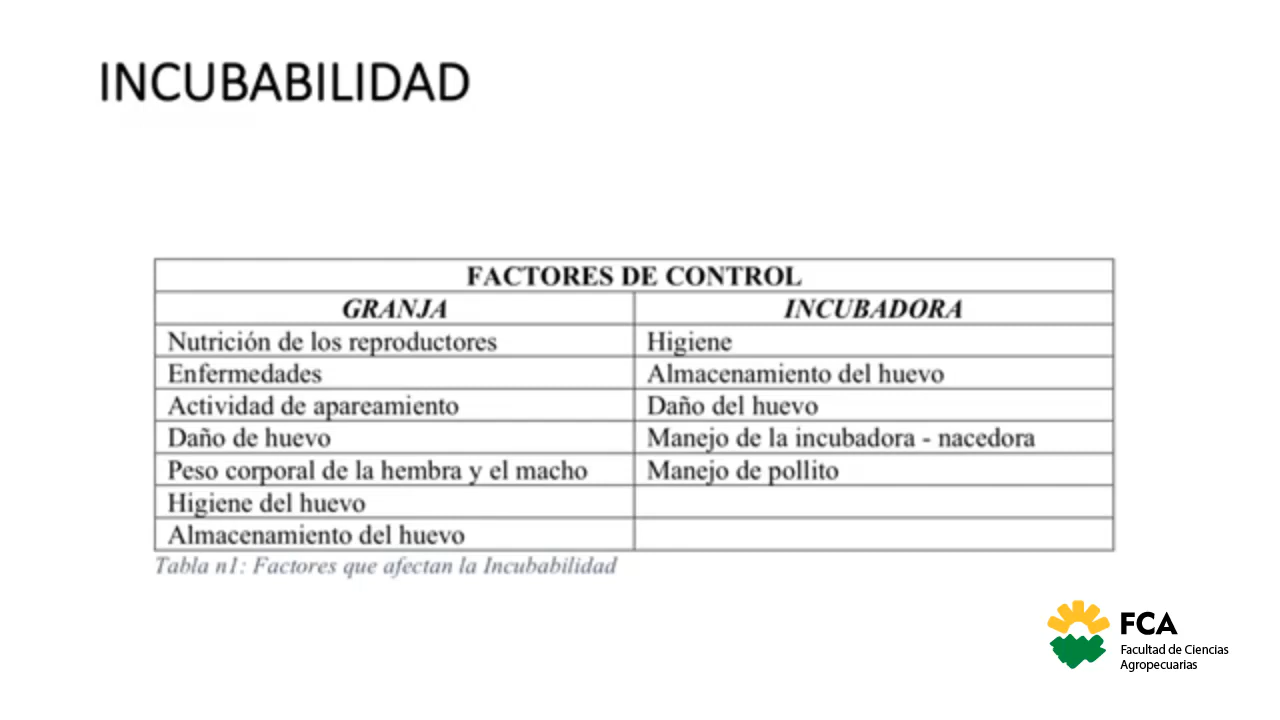 INCUBABILIDAD
FACTORES DE CONTROL
GRANJA INCUBADORA
Nutrición de los reproductores Higiene
Enfermedades Almacenamiento del huevo
Actividad de apareamiento Daño del huevo
Daño de huevo Manejo de la incubadora - nacedora
Peso corporal de la hembra y el macho Manejo de pollito
Higiene del huevo
Almacenamiento del huevo
Tabla n1: Factores que afectan la Incubabilidad
FCA
Facultad de Ciencias
Agropecuarias